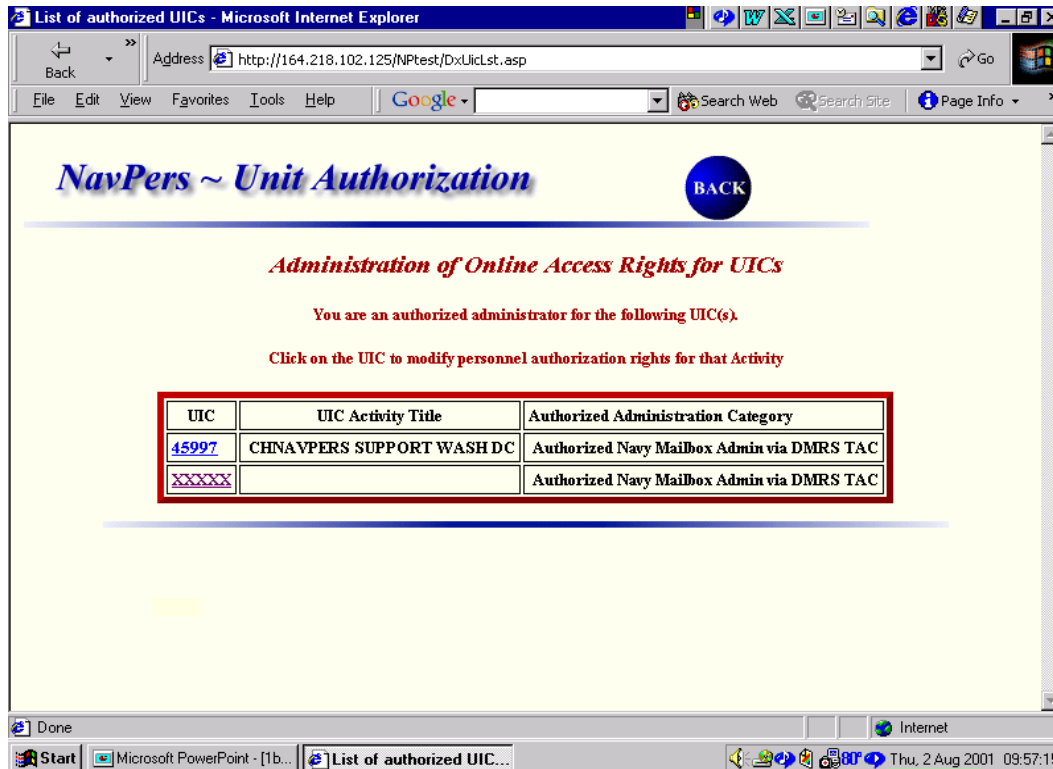 List of authorized UICs - Microsoft Internet Explorer
Back
»
Address http://164.218.102.125/NPtest/DxUicLst.asp
Go
File Edit View Favorites Tools Help Google Search Web Search Site Page Info
NavPers ~ Unit Authorization
BACK
Administration of Online Access Rights for UICs
You are an authorized administrator for the following UIC(s).
Click on the UIC to modify personnel authorization rights for that Activity
UIC UIC Activity Title Authorized Administration Category
45997 CHNAVPERS SUPPORT WASH DC Authorized Navy Mailbox Admin via DMRS TAC
XXXXX Authorized Navy Mailbox Admin via DMRS TAC
Done Internet
Start Microsoft PowerPoint - [1b... List of authorized UIC... 80° Thu, 2 Aug 2001 09:57:15